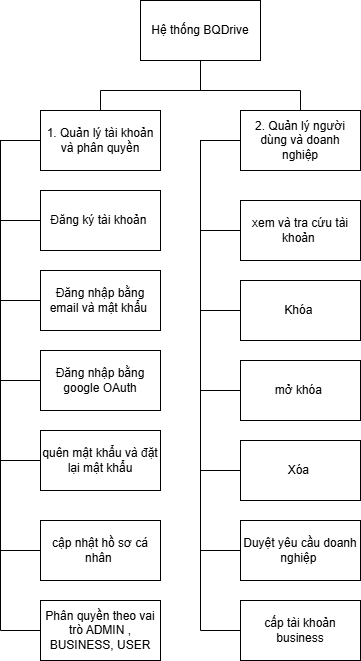 Hệ thống BQDrive
1. Quản lý tài khoản
và phân quyền
Đăng ký tài khoản
Đăng nhập bằng
email và mật khẩu
Đăng nhập bằng
google OAuth
quên mật khẩu và đặt
lại mật khẩu
cập nhật hồ sơ cá
nhân
Phân quyền theo vai
trò ADMIN ,
BUSINESS, USER
2. Quản lý người
dùng và doanh
nghiệp
xem và tra cứu tài
khoản
Khóa
mở khóa
Xóa
Duyệt yêu cầu doanh
nghiệp
cấp tài khoản
business